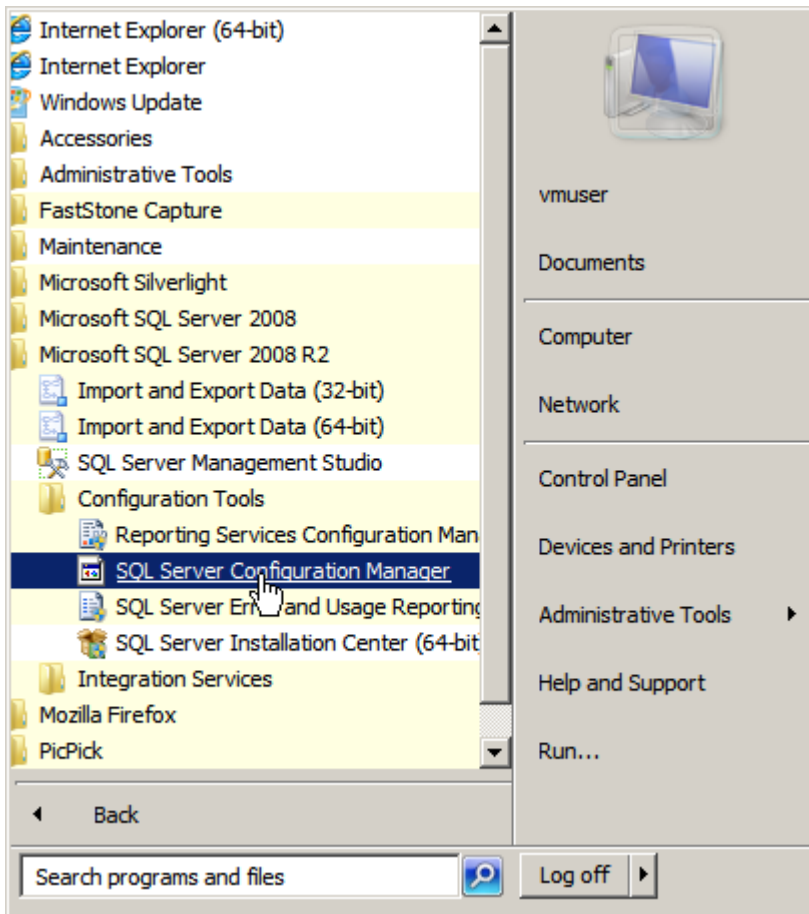 Internet Explorer (64-bit)
Internet Explorer
Windows Update
Accessories
Administrative Tools
FastStone Capture
Maintenance
Microsoft Silverlight
Microsoft SQL Server 2008
Microsoft SQL Server 2008 R2
Import and Export Data (32-bit)
Import and Export Data (64-bit)
SQL Server Management Studio
Configuration Tools
Reporting Services Configuration Man
SQL Server Configuration Manager
SQL Server and Usage Reporting
SQL Server Installation Center (64-bit
Integration Services
Mozilla Firefox
PicPick
Back
Search programs and files
vmuser
Documents
Computer
Network
Control Panel
Devices and Printers
Administrative Tools
Help and Support
Run...
Log off